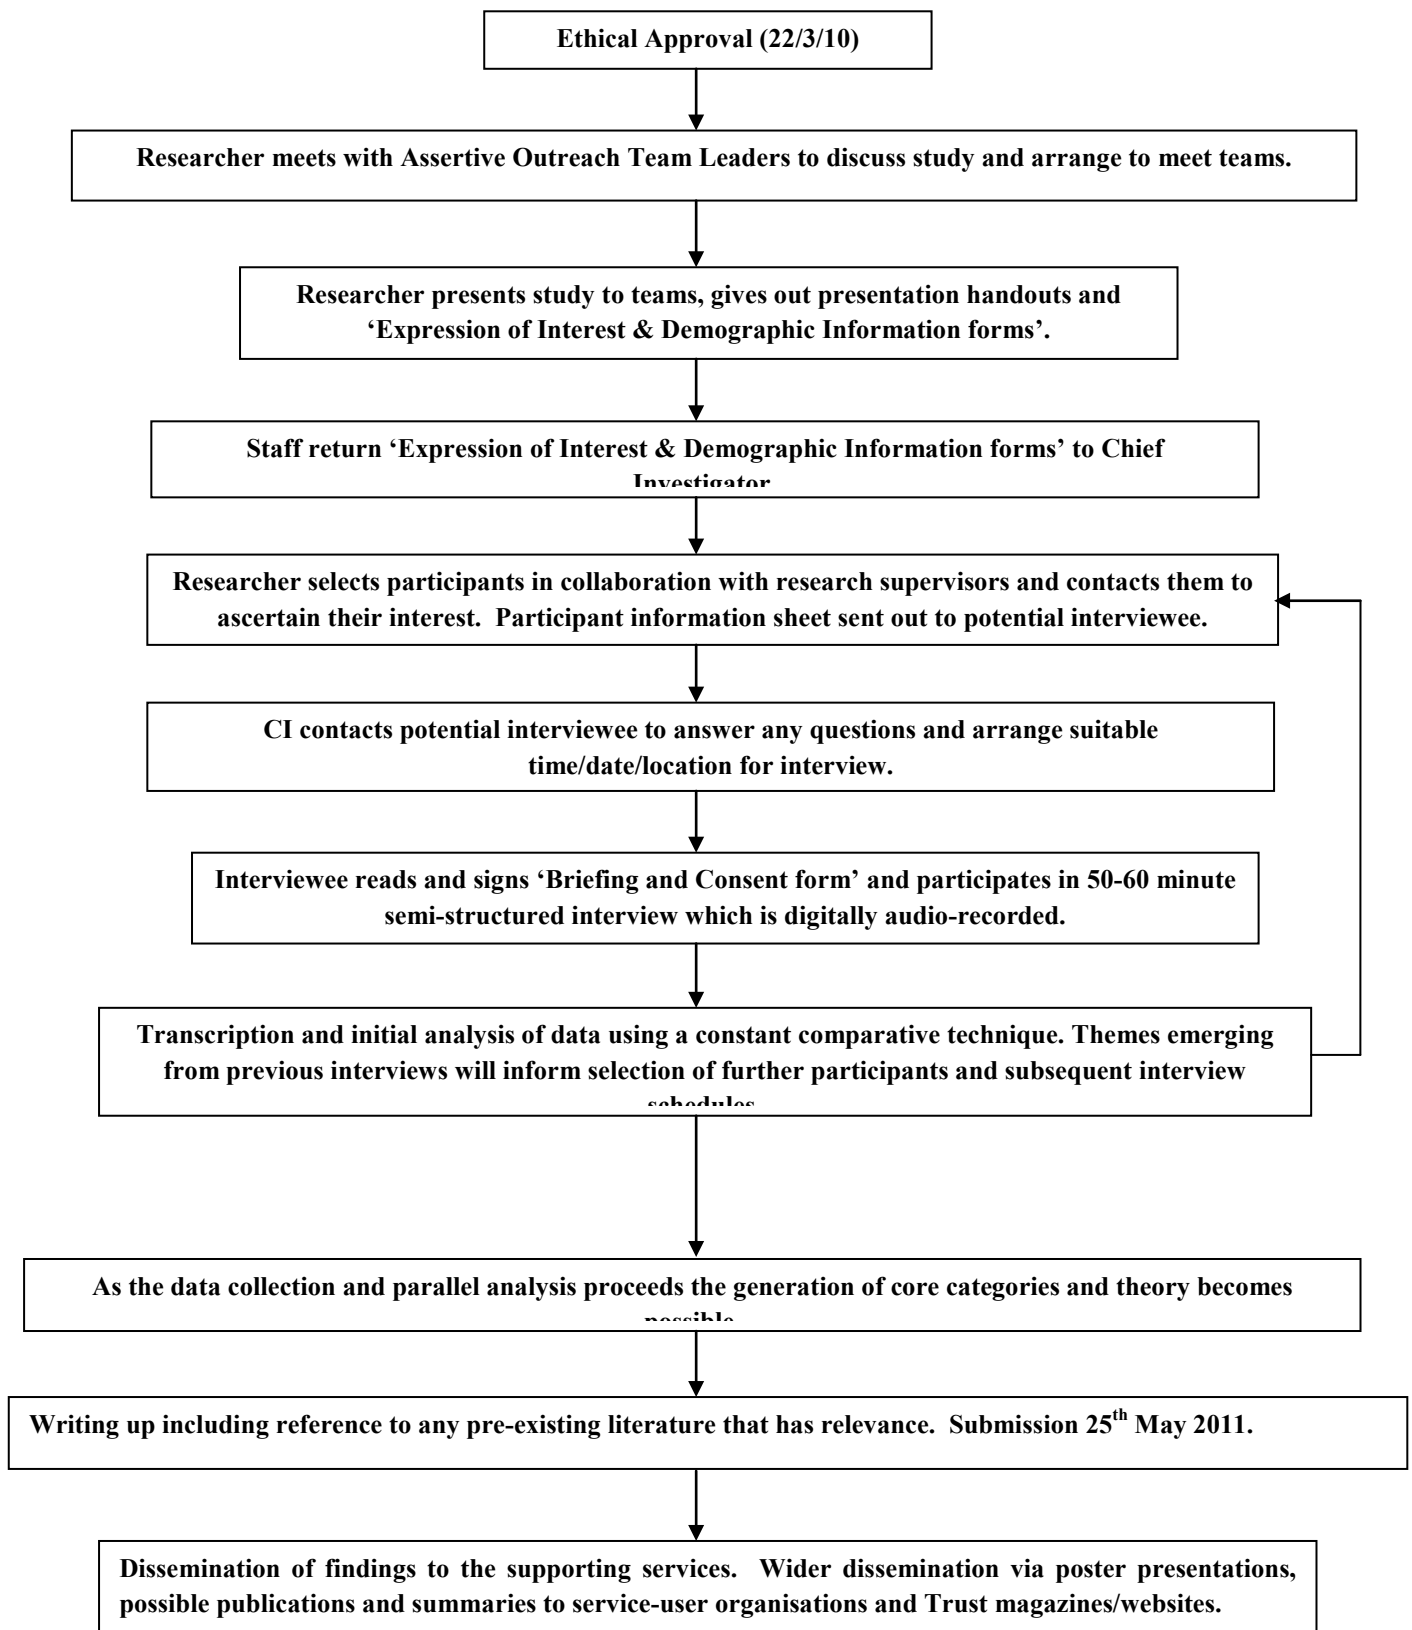 Ethical Approval (22/3/10)
Researcher meets with Assertive Outreach Team Leaders to discuss study and arrange to meet teams.
Researcher presents study to teams, gives out presentation handouts and
‘Expression of Interest & Demographic Information forms’.
Staff return ‘Expression of Interest & Demographic Information forms’ to Chief
Investigator
Researcher selects participants in collaboration with research supervisors and contacts them to
ascertain their interest.  Participant information sheet sent out to potential interviewee.
CI contacts potential interviewee to answer any questions and arrange suitable
time/date/location for interview.
Interviewee reads and signs ‘Briefing and Consent form’ and participates in 50-60 minute
semi-structured interview which is digitally audio-recorded.
Transcription and initial analysis of data using a constant comparative technique. Themes emerging
from previous interviews will inform selection of further participants and subsequent interview
schedules
As the data collection and parallel analysis proceeds the generation of core categories and theory becomes
possible
Writing up including reference to any pre-existing literature that has relevance.  Submission 25th May 2011.
Dissemination of findings to the supporting services.  Wider dissemination via poster presentations,
possible publications and summaries to service-user organisations and Trust magazines/websites.